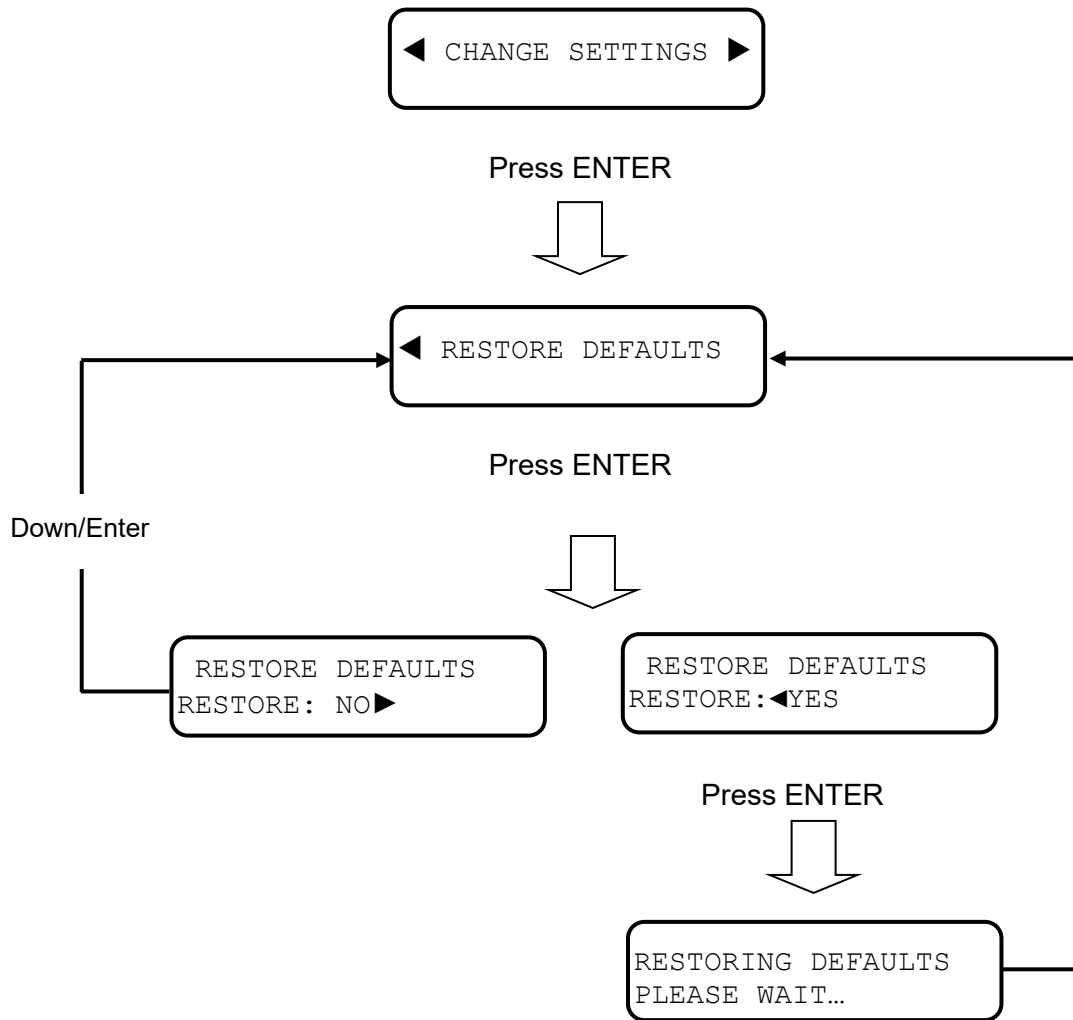 ◄ CHANGE SETTINGS ►
Press ENTER
◄ RESTORE DEFAULTS
Press ENTER
Down/Enter
RESTORE DEFAULTS
RESTORE: NO►
RESTORE DEFAULTS
RESTORE:◄YES
Press ENTER
RESTORING DEFAULTS
PLEASE WAIT…